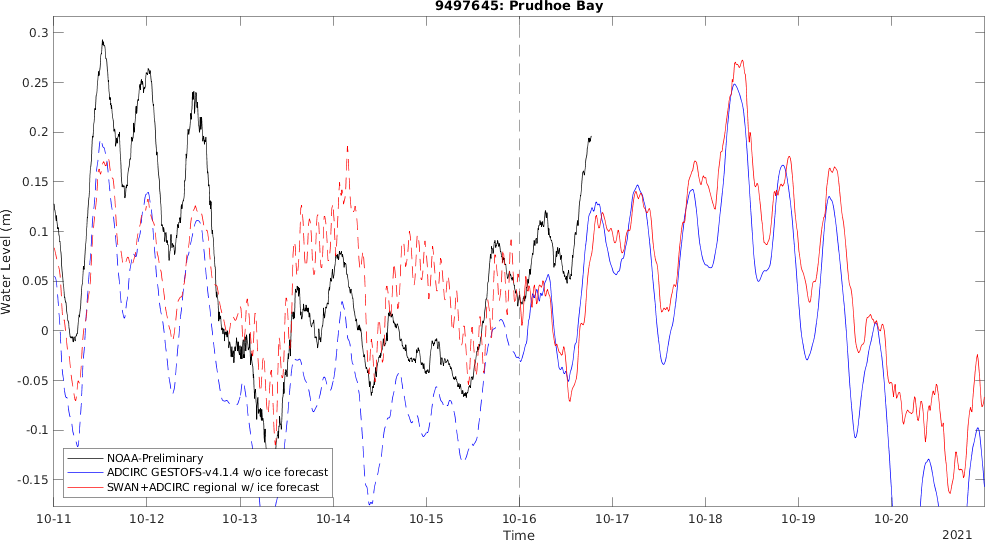 9497645: Prudhoe Bay
0.3
0.25
0.2
0.15
0.1
0.05
0
-0.05
-0.1
-0.15
Water Level (m)
NOAA-Preliminary
ADCIRC GESTOFS-v4.1.4 w/o ice forecast
SWAN+ADCIRC regional w/ ice forecast
10-11 10-12 10-13 10-14 10-15 10-16 10-17 10-18 10-19 10-20
Time
2021